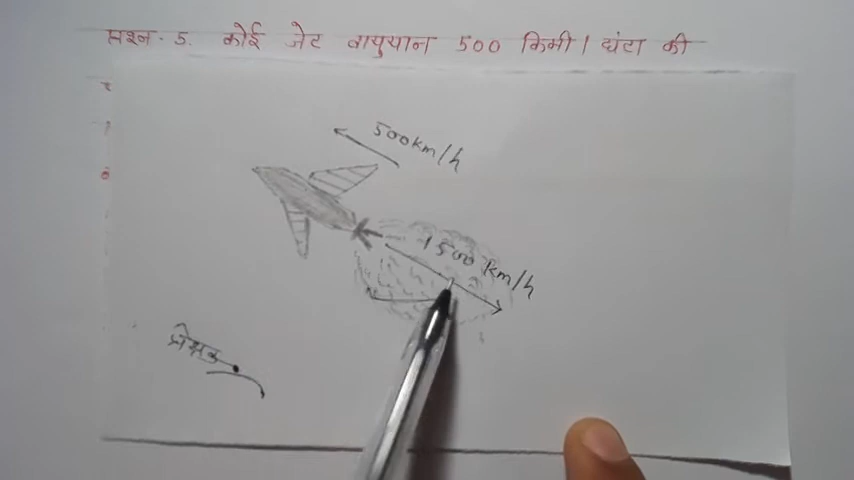 प्रश्न. 5. कोई जेट वायुयान 500 किमी / घंटा की
500km/h
1500 km/h
प्रेक्षक